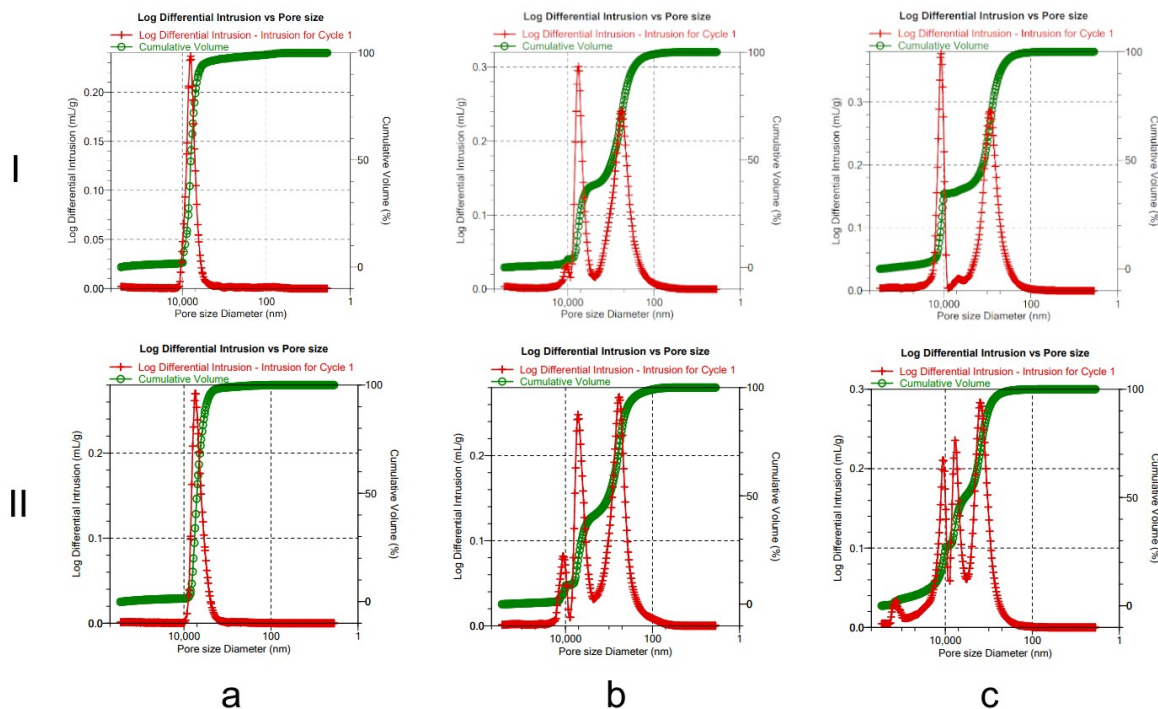 Log Differential Intrusion vs Pore size
Log Differential Intrusion - Intrusion for Cycle 1
Cumulative Volume
Log Differential Intrusion (mL/g)
0.20
0.15
0.10
0.05
0.00
100
50
0
Cumulative Volume (%)
10,000
100
1
Pore size Diameter (nm)
Log Differential Intrusion vs Pore size
Log Differential Intrusion - Intrusion for Cycle 1
Cumulative Volume
Log Differential Intrusion (mL/g)
0.3
0.2
0.1
0.0
100
50
0
Cumulative Volume (%)
10,000
100
1
Pore size Diameter (nm)
Log Differential Intrusion vs Pore size
Log Differential Intrusion - Intrusion for Cycle 1
Cumulative Volume
Log Differential Intrusion (mL/g)
0.3
0.2
0.1
0.0
100
50
0
Cumulative Volume (%)
10,000
100
1
Pore size Diameter (nm)
I
Log Differential Intrusion vs Pore size
Log Differential Intrusion - Intrusion for Cycle 1
Cumulative Volume
Log Differential Intrusion (mL/g)
0.2
0.1
0.0
100
50
0
Cumulative Volume (%)
10,000
100
1
Pore size Diameter (nm)
Log Differential Intrusion vs Pore size
Log Differential Intrusion - Intrusion for Cycle 1
Cumulative Volume
Log Differential Intrusion (mL/g)
0.2
0.1
0.0
100
50
0
Cumulative Volume (%)
10,000
100
1
Pore size Diameter (nm)
Log Differential Intrusion vs Pore size
Log Differential Intrusion - Intrusion for Cycle 1
Cumulative Volume
Log Differential Intrusion (mL/g)
0.3
0.2
0.1
0.0
100
50
0
Cumulative Volume (%)
10,000
100
1
Pore size Diameter (nm)
II
a
b
c